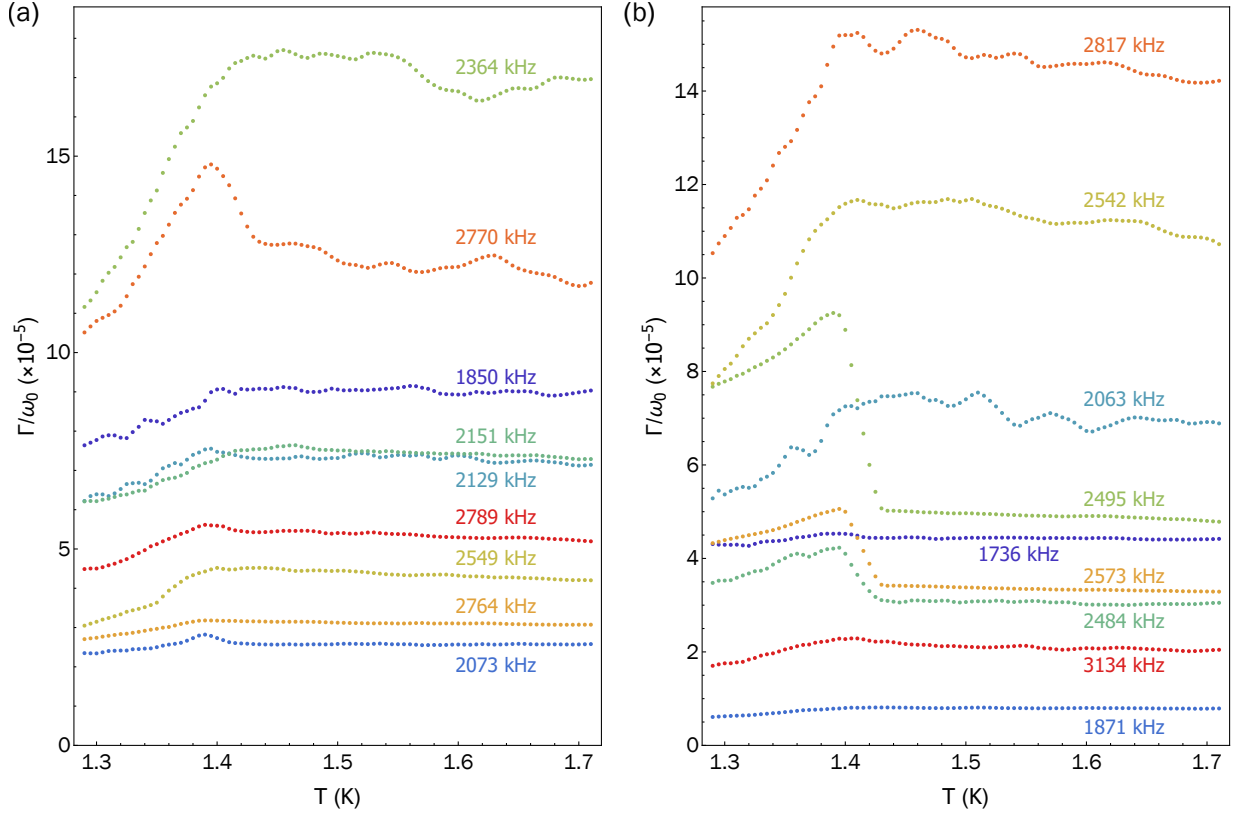 (a)
2364 kHz
2770 kHz
1850 kHz
2151 kHz
2129 kHz
2789 kHz
2549 kHz
2764 kHz
2073 kHz
15
10
5
0
1.3
1.4
1.5
1.6
1.7
Γ/ω₀ (×10⁻⁵)
T (K)
(b)
2817 kHz
2542 kHz
2063 kHz
2495 kHz
1736 kHz
2573 kHz
2484 kHz
3134 kHz
1871 kHz
14
12
10
8
6
4
2
0
1.3
1.4
1.5
1.6
1.7
Γ/ω₀ (×10⁻⁵)
T (K)